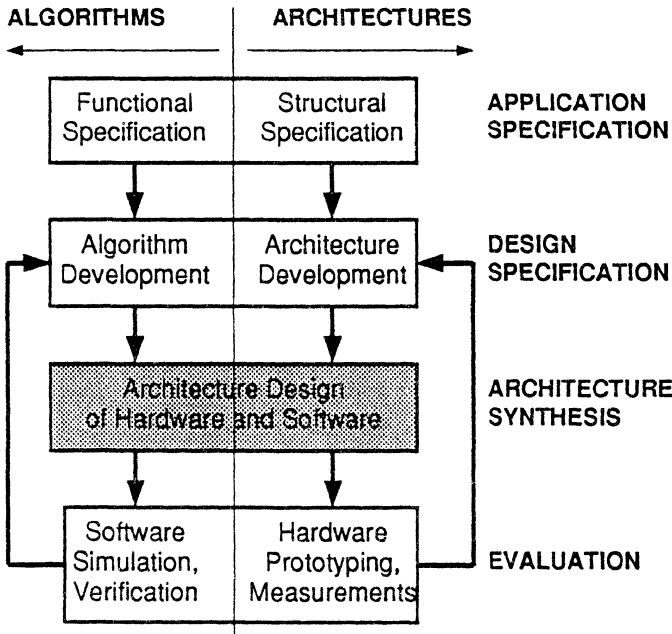 ALGORITHMS
ARCHITECTURES
Functional
Specification
Structural
Specification
APPLICATION
SPECIFICATION
Algorithm
Development
Architecture
Development
DESIGN
SPECIFICATION
Architecture Design
of Hardware and Software
ARCHITECTURE
SYNTHESIS
Software
Simulation,
Verification
Hardware
Prototyping,
Measurements
EVALUATION